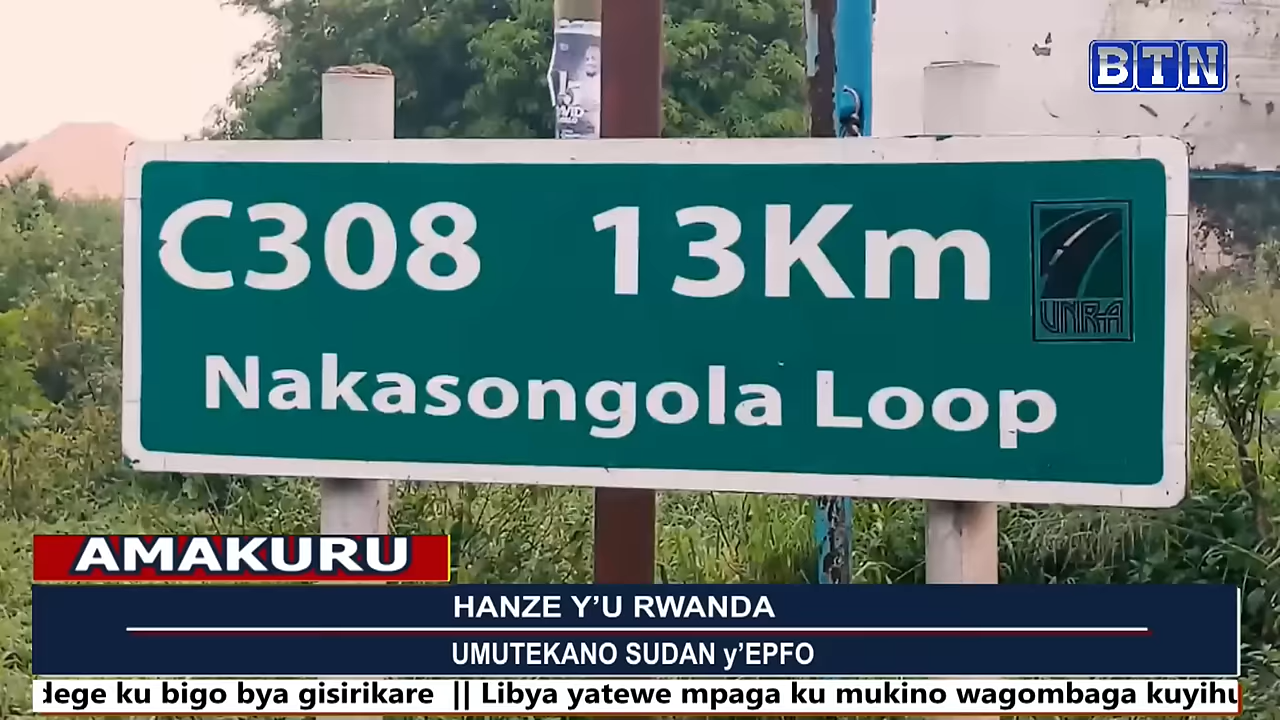 BTN
C308 13Km
UNRA
Nakasongola Loop
AMAKURU
HANZE Y’U RWANDA
UMUTEKANO SUDAN y’EPFO
ku bigo bya gisirikare || Libya yatewe mpaga ku mukino wagombaga